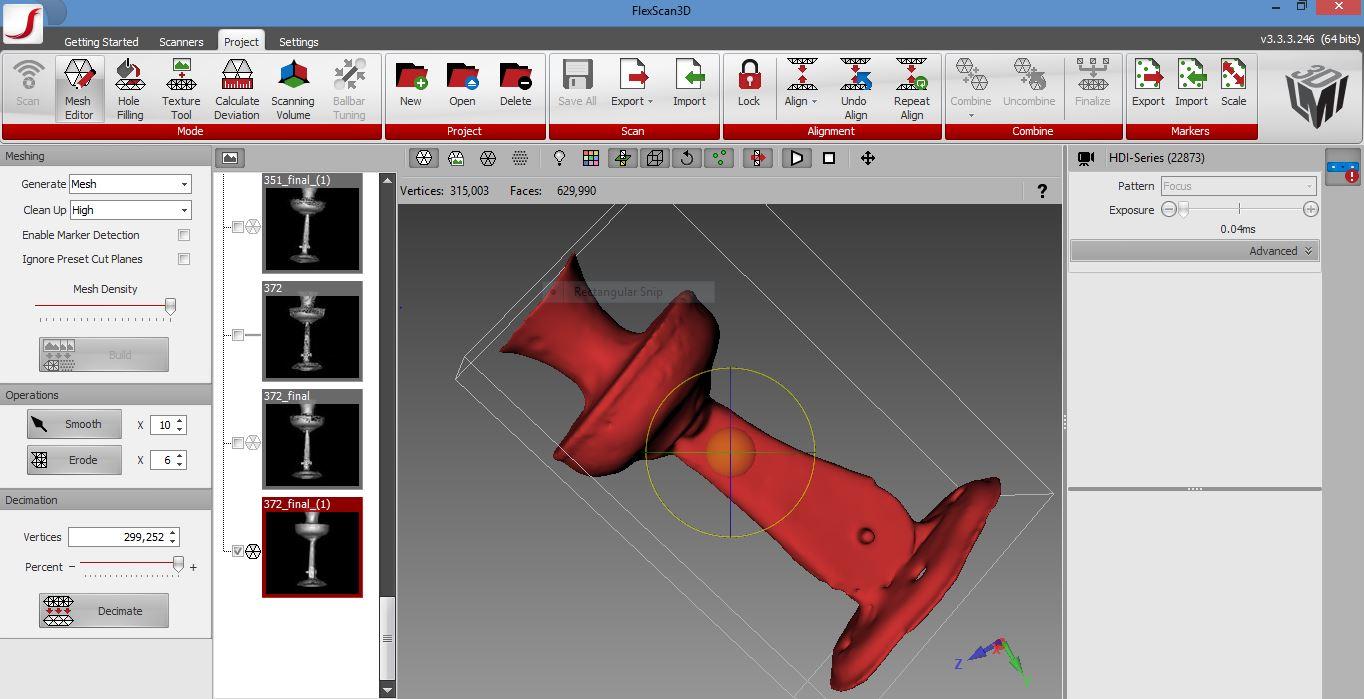 FlexScan3D
Getting Started Scanners Project Settings
v3.3.3.246 (64 bits)
Scan
Mesh Editor
Hole Filling
Texture Tool
Calculate Deviation
Scanning Volume
Ballbar Tuning
New
Open
Delete
Save All
Export
Import
Lock
Align
Undo Align
Repeat Align
Combine
Uncombine
Finalize
Export
Import
Scale
Mode
Project
Scan
Alignment
Combine
Markers
3D
LMI
Meshing
Generate Mesh
Clean Up High
Enable Marker Detection
Ignore Preset Cut Planes
Mesh Density
Build
Operations
Smooth X 10
Erode X 6
Decimation
Vertices 299,252
Percent − +
Decimate
351_final_(1)
372
372_final
372_final_(1)
Vertices: 315,003 Faces: 629,990 ?
Rectangular Snip
Z
Y
HDI-Series (22873)
Pattern Focus
Exposure
0.04ms
Advanced